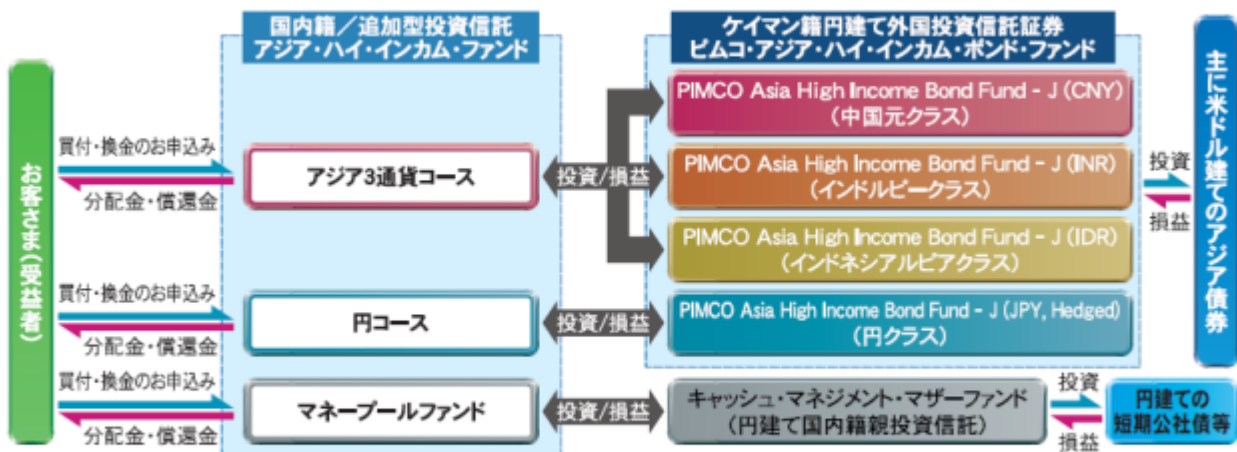 国内籍／追加型投資信託
アジア・ハイ・インカム・ファンド
ケイマン籍円建て外国投資信託証券
ピムコ・アジア・ハイ・インカム・ボンド・ファンド
お客さま(受益者)
買付・換金のお申込み
分配金・償還金
アジア3通貨コース
投資/損益
PIMCO Asia High Income Bond Fund - J (CNY)
(中国元クラス)
PIMCO Asia High Income Bond Fund - J (INR)
(インドルピークラス)
PIMCO Asia High Income Bond Fund - J (IDR)
(インドネシアルピアクラス)
投資
損益
主に米ドル建てのアジア債券
買付・換金のお申込み
分配金・償還金
円コース
投資/損益
PIMCO Asia High Income Bond Fund - J (JPY, Hedged)
(円クラス)
買付・換金のお申込み
分配金・償還金
マネープールファンド
投資/損益
キャッシュ・マネジメント・マザーファンド
(円建て国内籍親投資信託)
投資
損益
円建ての
短期公社債等